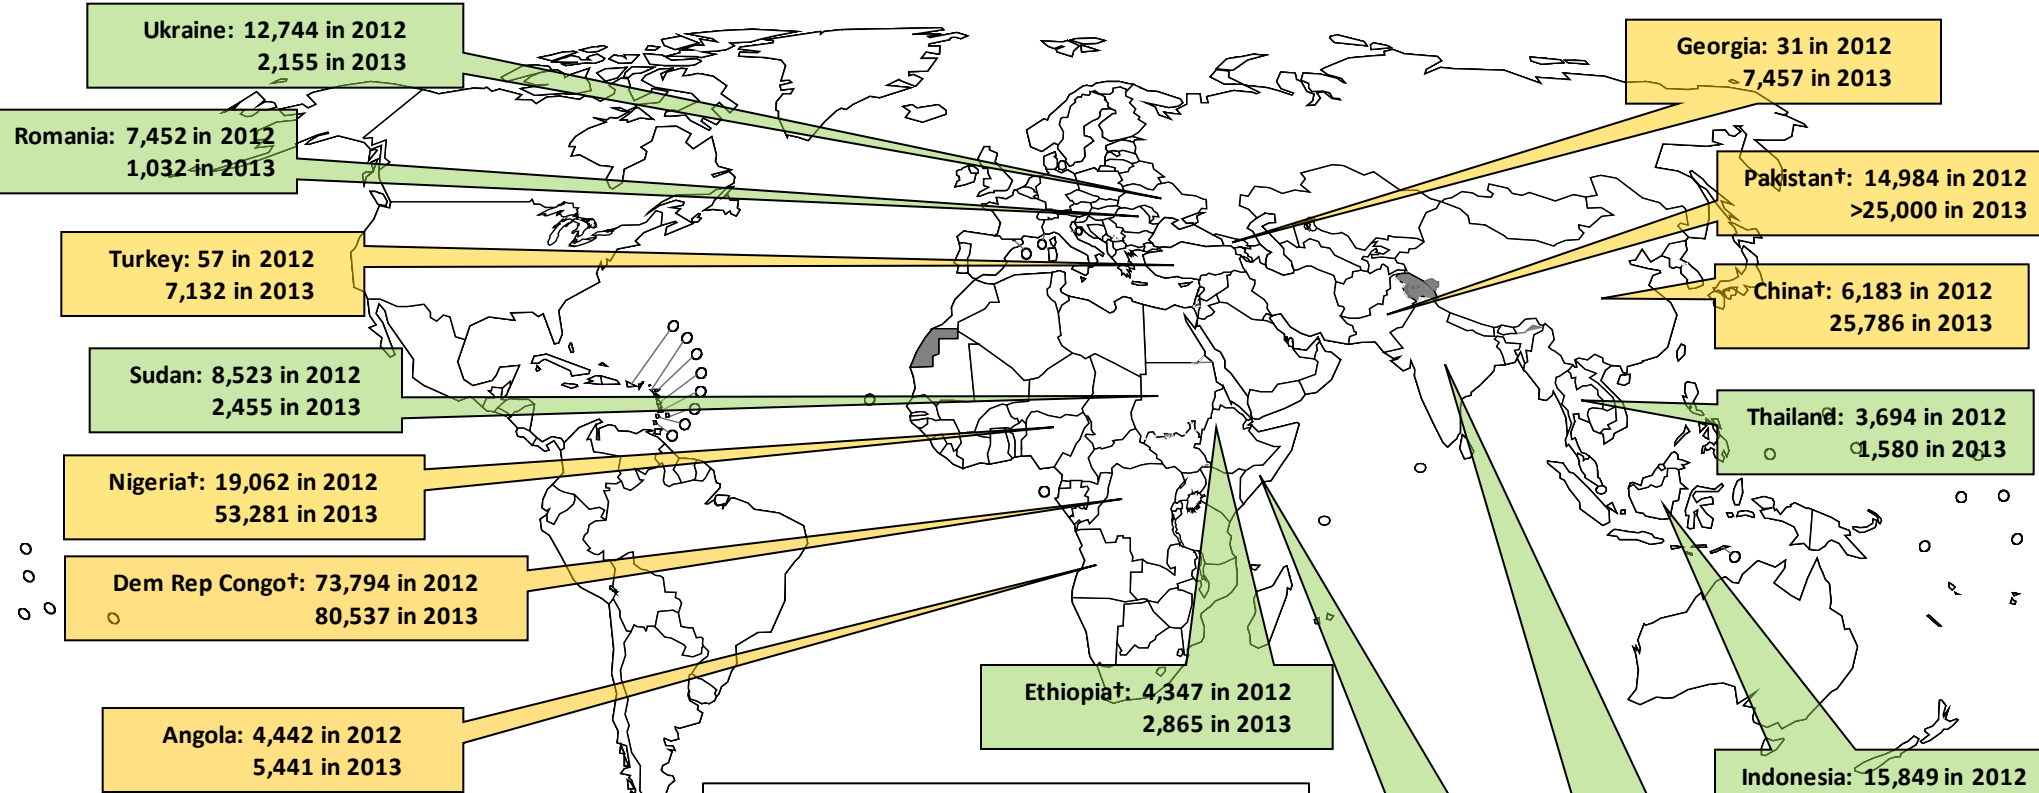 Ukraine: 12,744 in 2012
2,155 in 2013
Georgia: 31 in 2012
7,457 in 2013
Romania: 7,452 in 2012
1,032 in 2013
Pakistan†: 14,984 in 2012
>25,000 in 2013
Turkey: 57 in 2012
7,132 in 2013
China†: 6,183 in 2012
25,786 in 2013
Sudan: 8,523 in 2012
2,455 in 2013
Thailand: 3,694 in 2012
1,580 in 2013
Nigeria†: 19,062 in 2012
53,281 in 2013
Dem Rep Congo†: 73,794 in 2012
80,537 in 2013
Ethiopia†: 4,347 in 2012
2,865 in 2013
Angola: 4,442 in 2012
5,441 in 2013
Indonesia: 15,849 in 2012